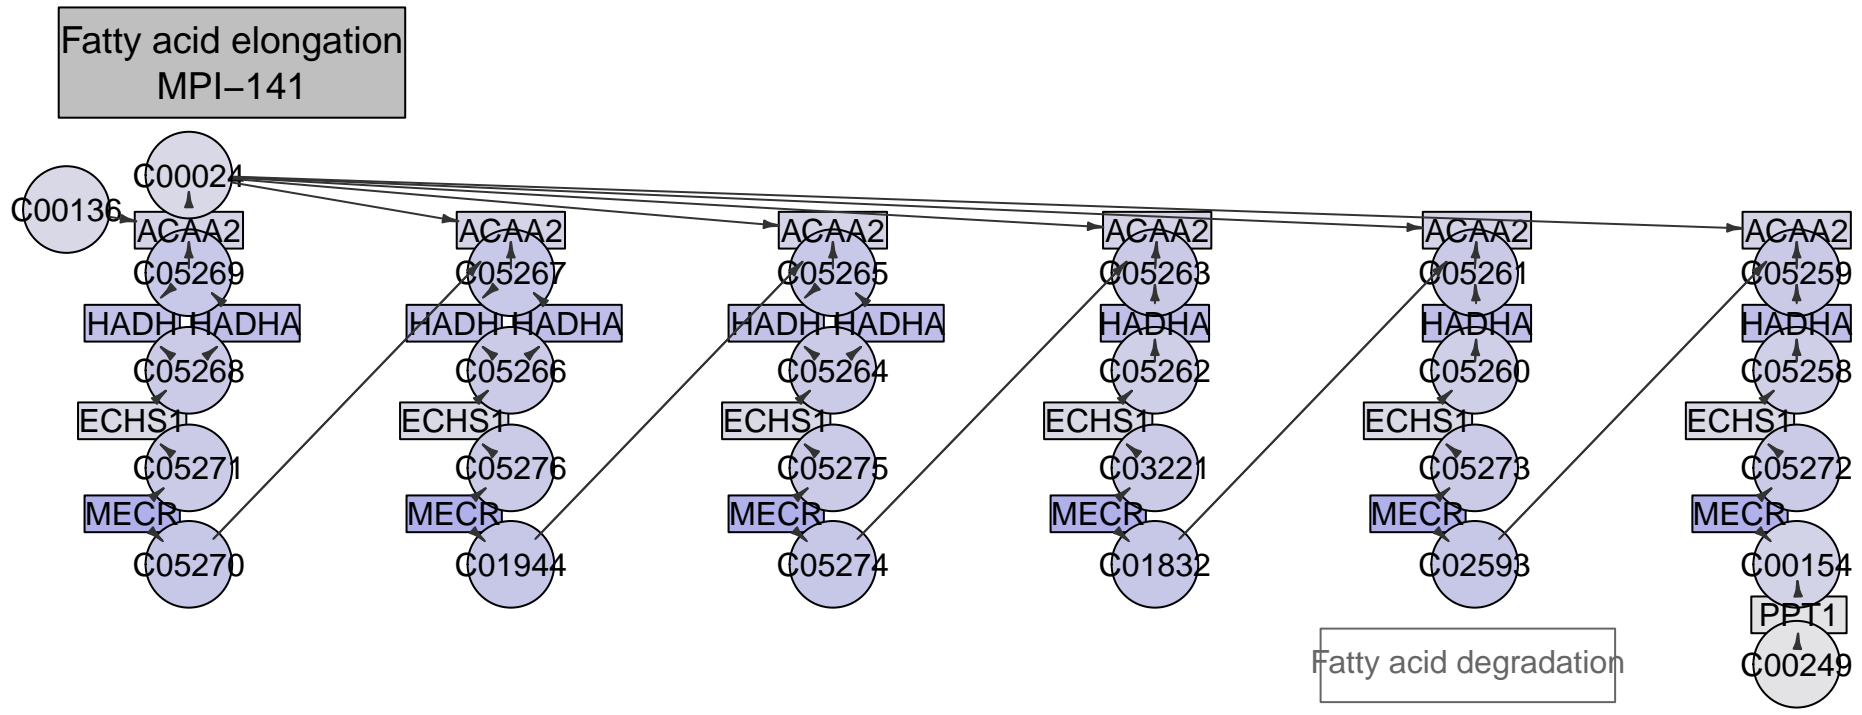 Fatty acid elongation
MPI−141
C00024
C00136
ACAA2 ACAA2 ACAA2 ACAA2 ACAA2 ACAA2
C05269 C05267 C05265 C05263 C05261 C05259
HADH HADHA HADH HADHA HADH HADHA HADHA HADHA HADHA
C05268 C05266 C05264 C05262 C05260 C05258
ECHS1 ECHS1 ECHS1 ECHS1 ECHS1 ECHS1
C05271 C05276 C05275 C03221 C05273 C05272
MECR MECR MECR MECR MECR MECR
C05270 C01944 C05274 C01832 C02593 C00154
PPT1
Fatty acid degradation
C00249